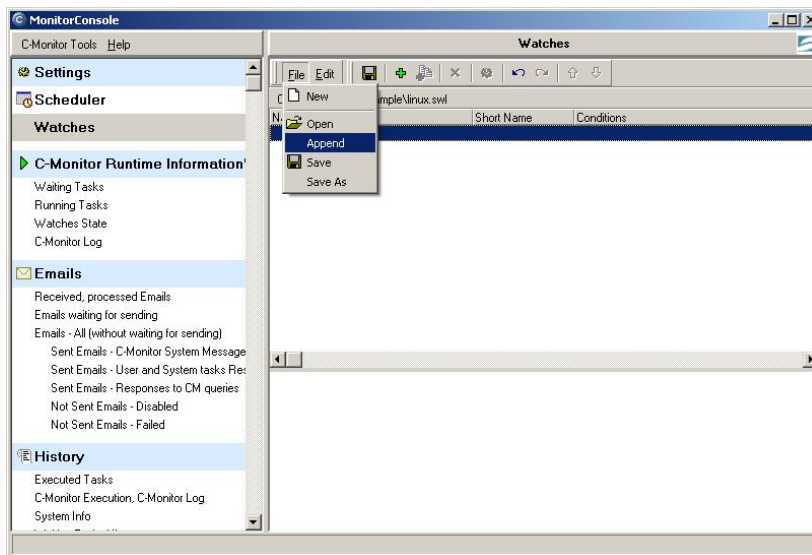 MonitorConsole
C-Monitor Tools Help
Watches
Settings
File Edit
Scheduler
New
mple\linux.swl
Watches
Open
Short Name
Conditions
Append
C-Monitor Runtime Information
Save
Waiting Tasks
Save As
Running Tasks
Watches State
C-Monitor Log
Emails
Received, processed Emails
Emails waiting for sending
Emails - All (without waiting for sending)
Sent Emails - C-Monitor System Message
Sent Emails - User and System tasks Res
Sent Emails - Responses to CM queries
Not Sent Emails - Disabled
Not Sent Emails - Failed
History
Executed Tasks
C-Monitor Execution, C-Monitor Log
System Info